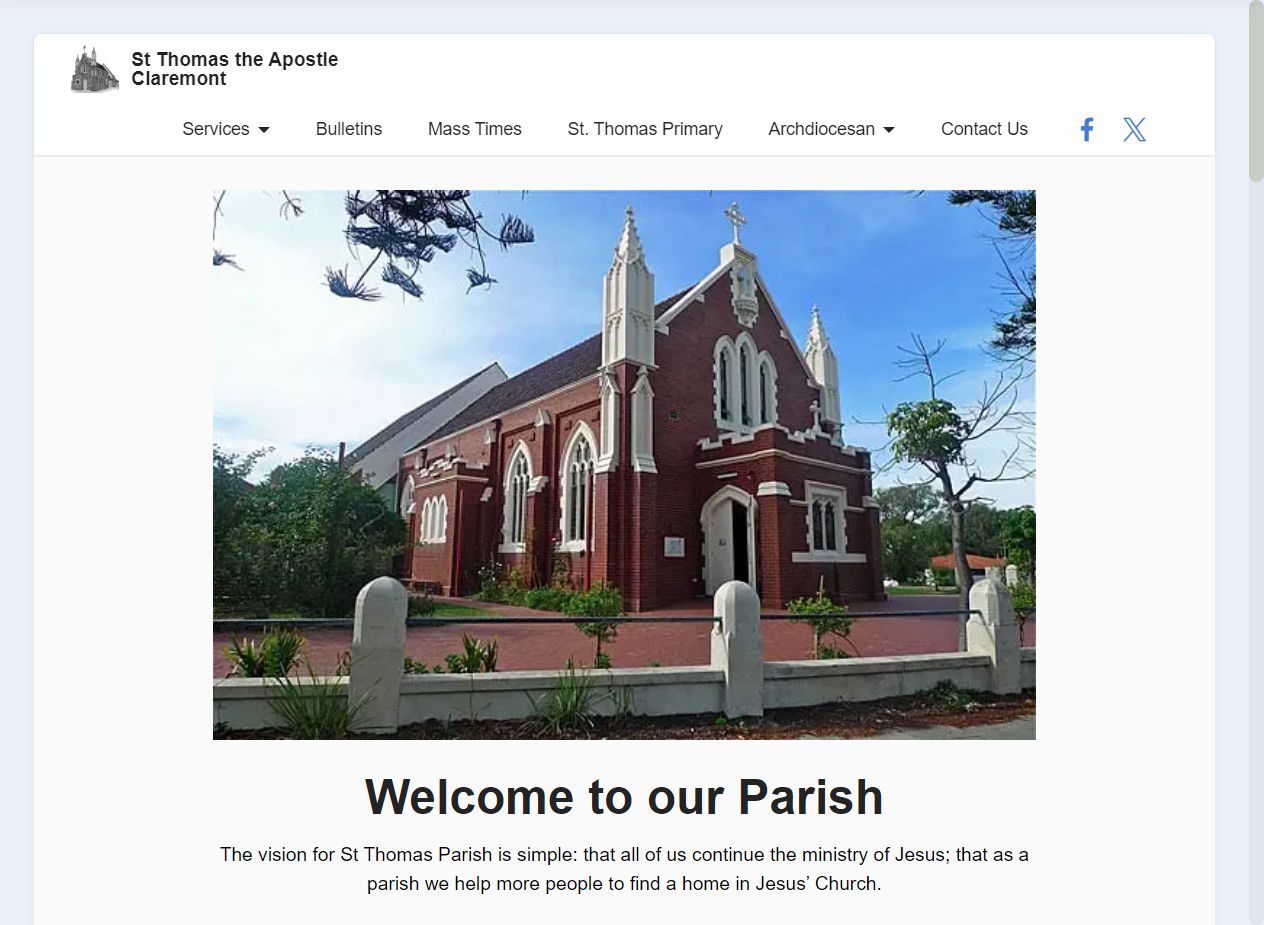 St Thomas the Apostle
Claremont
Services Bulletins Mass Times St. Thomas Primary Archdiocesan Contact Us
Welcome to our Parish
The vision for St Thomas Parish is simple: that all of us continue the ministry of Jesus; that as a
parish we help more people to find a home in Jesus’ Church.